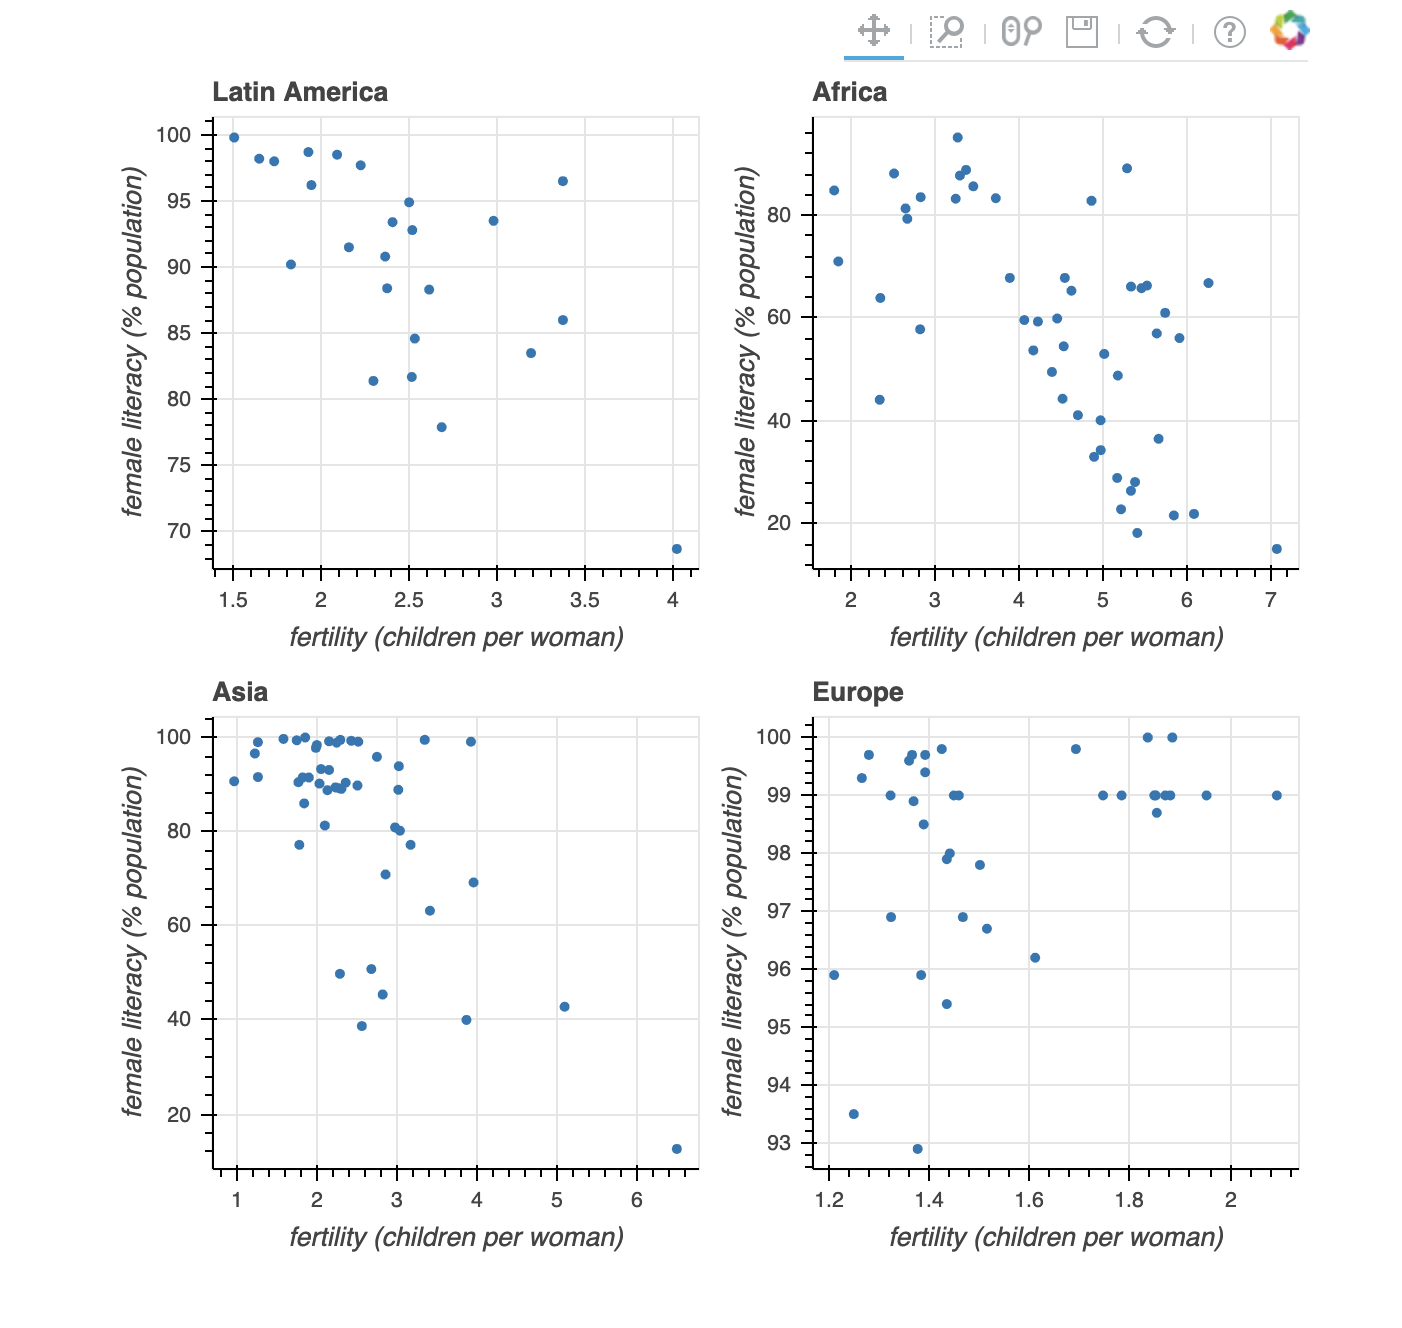 ?
Latin America
100
95
90
85
80
75
70
female literacy (% population)
1.5 2 2.5 3 3.5 4
fertility (children per woman)
Africa
80
60
40
20
female literacy (% population)
2 3 4 5 6 7
fertility (children per woman)
Asia
100
80
60
40
20
female literacy (% population)
1 2 3 4 5 6
fertility (children per woman)
Europe
100
99
98
97
96
95
94
93
female literacy (% population)
1.2 1.4 1.6 1.8 2
fertility (children per woman)